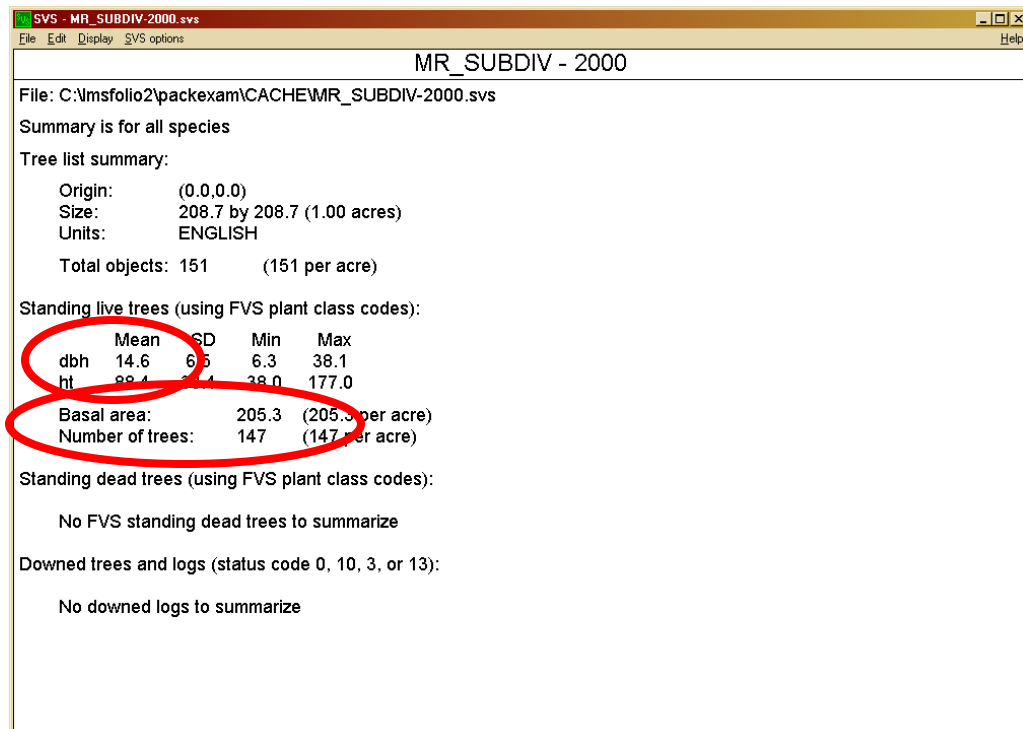 SVS - MR_SUBDIV-2000.svs
File Edit Display SVS options Help
MR_SUBDIV - 2000
File: C:\lmsfolio2\packexam\CACHE\MR_SUBDIV-2000.svs
Summary is for all species
Tree list summary:
Origin: (0.0,0.0)
Size: 208.7 by 208.7 (1.00 acres)
Units: ENGLISH
Total objects: 151 (151 per acre)
Standing live trees (using FVS plant class codes):
Mean SD Min Max
dbh 14.6 6.3 38.1
ht 88.4 38.0 177.0
Basal area: 205.3 (205.3 per acre)
Number of trees: 147 (147 per acre)
Standing dead trees (using FVS plant class codes):
No FVS standing dead trees to summarize
Downed trees and logs (status code 0, 10, 3, or 13):
No downed logs to summarize